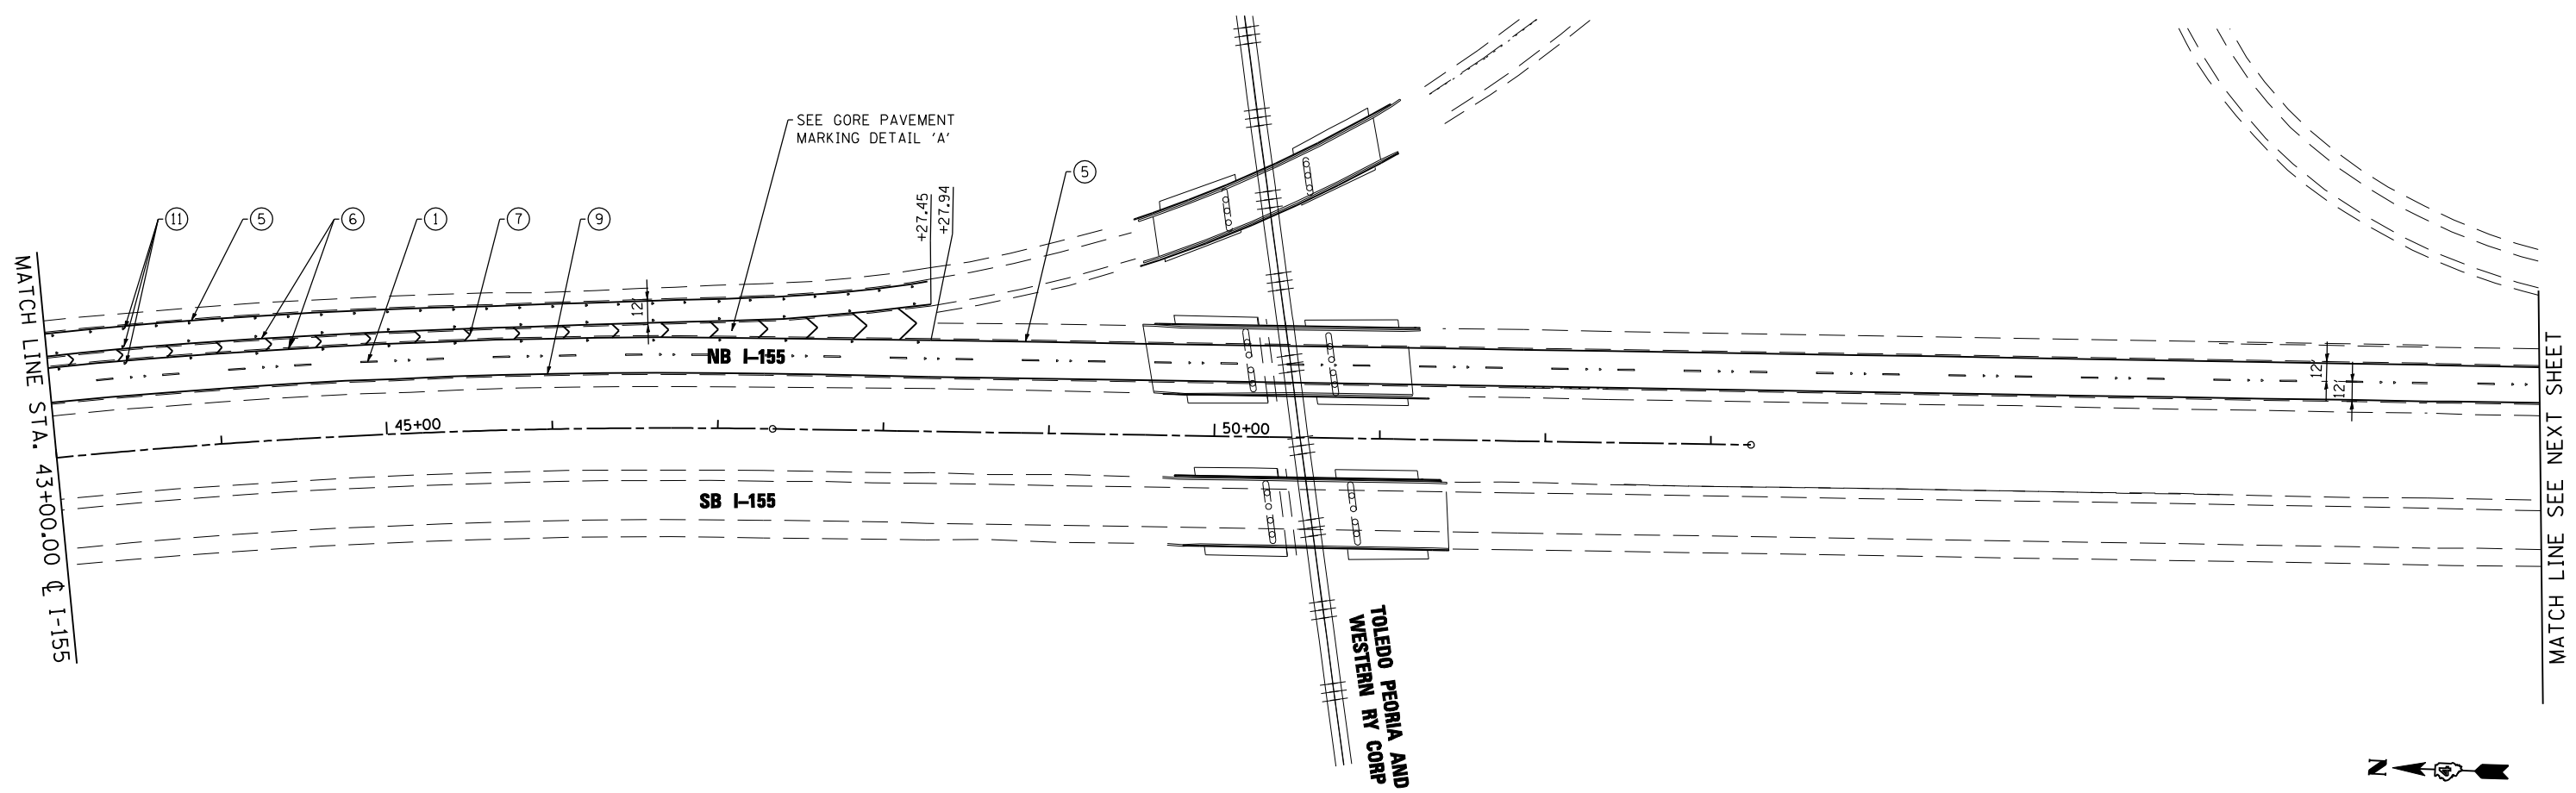 SEE GORE PAVEMENT
MARKING DETAIL 'A'
5
+27.45
+27.94
11
5
6
1
7
9
12'
MATCH LINE STA. 43+00.00 ℄ I-155
NB I-155
12'
12'
MATCH LINE SEE NEXT SHEET
45+00
50+00
SB I-155
TOLEDO PEORIA AND
WESTERN RY CORP
N